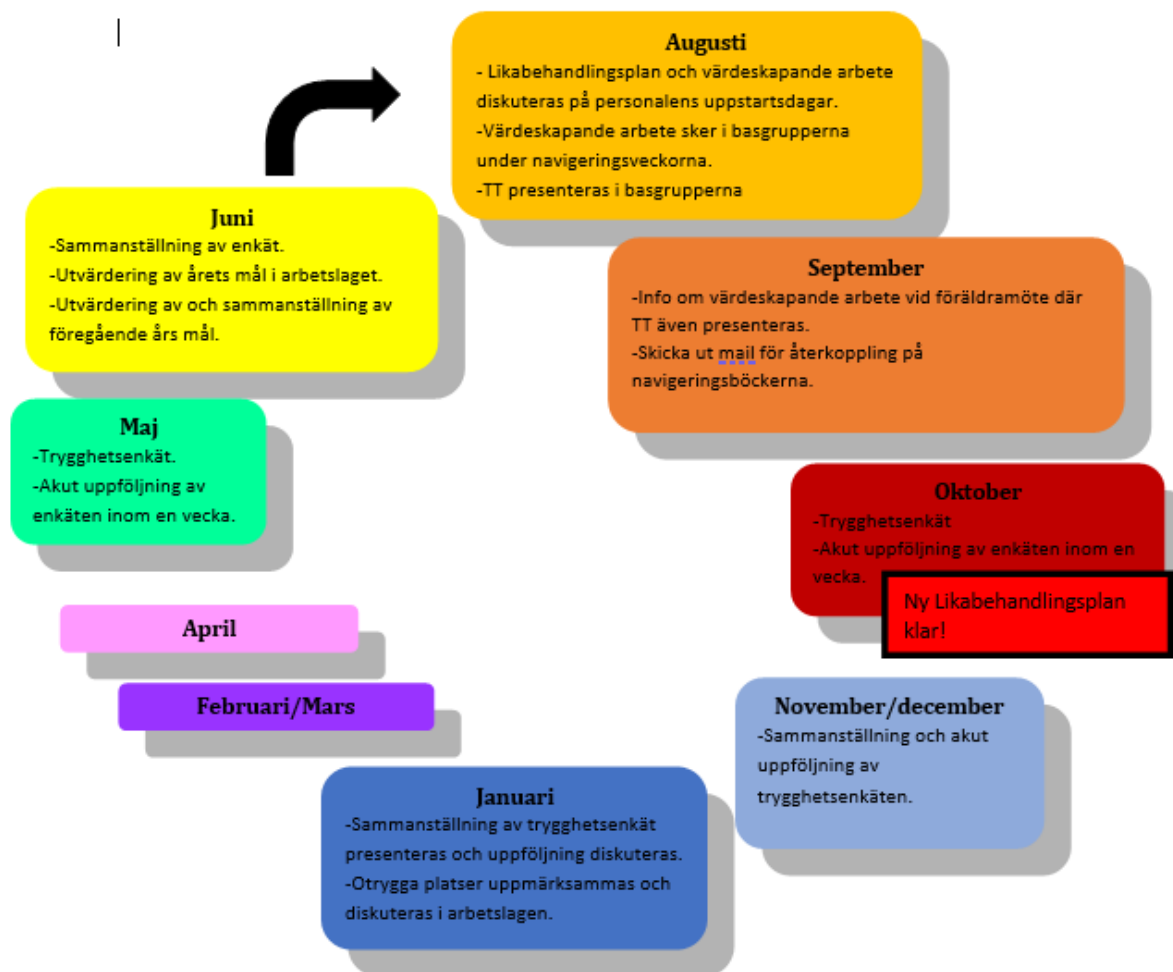 Augusti
- Likabehandlingsplan och värdeskapande arbete
diskuteras på personalens uppstartsdagar.
-Värdeskapande arbete sker i basgrupperna
under navigeringsveckorna.
-TT presenteras i basgrupperna
September
-Info om värdeskapande arbete vid föräldramöte där
TT även presenteras.
-Skicka ut mail för återkoppling på
navigeringsböckerna.
Oktober
-Trygghetsenkät
-Akut uppföljning av enkäten inom en
vecka.
Ny Likabehandlingsplan
klar!
November/december
-Sammanställning och akut
uppföljning av
trygghetsenkäten.
Januari
-Sammanställning av trygghetsenkät
presenteras och uppföljning diskuteras.
-Otrygga platser uppmärksammas och
diskuteras i arbetslagen.
Februari/Mars
April
Maj
-Trygghetsenkät.
-Akut uppföljning av
enkäten inom en vecka.
Juni
-Sammanställning av enkät.
-Utvärdering av årets mål i arbetslaget.
-Utvärdering av och sammanställning av
föregående års mål.